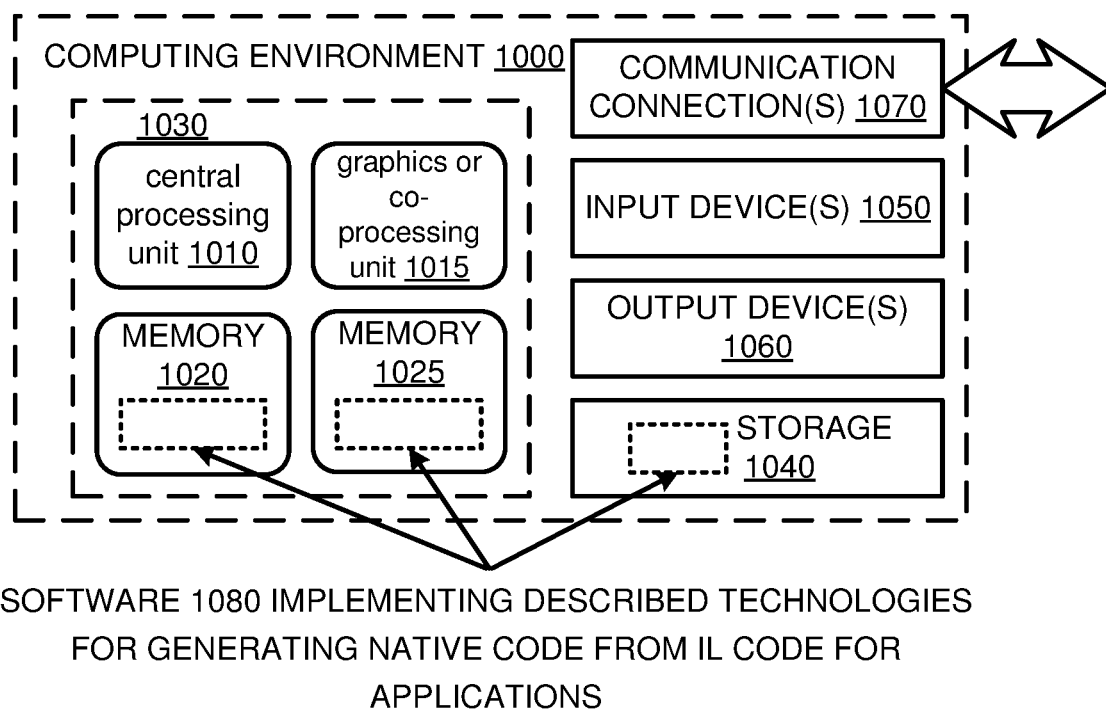 COMPUTING ENVIRONMENT 1000
1030
central
processing
unit 1010
graphics or
co-
processing
unit 1015
MEMORY
1020
MEMORY
1025
COMMUNICATION
CONNECTION(S) 1070
INPUT DEVICE(S) 1050
OUTPUT DEVICE(S)
1060
STORAGE
1040
SOFTWARE 1080 IMPLEMENTING DESCRIBED TECHNOLOGIES
FOR GENERATING NATIVE CODE FROM IL CODE FOR
APPLICATIONS